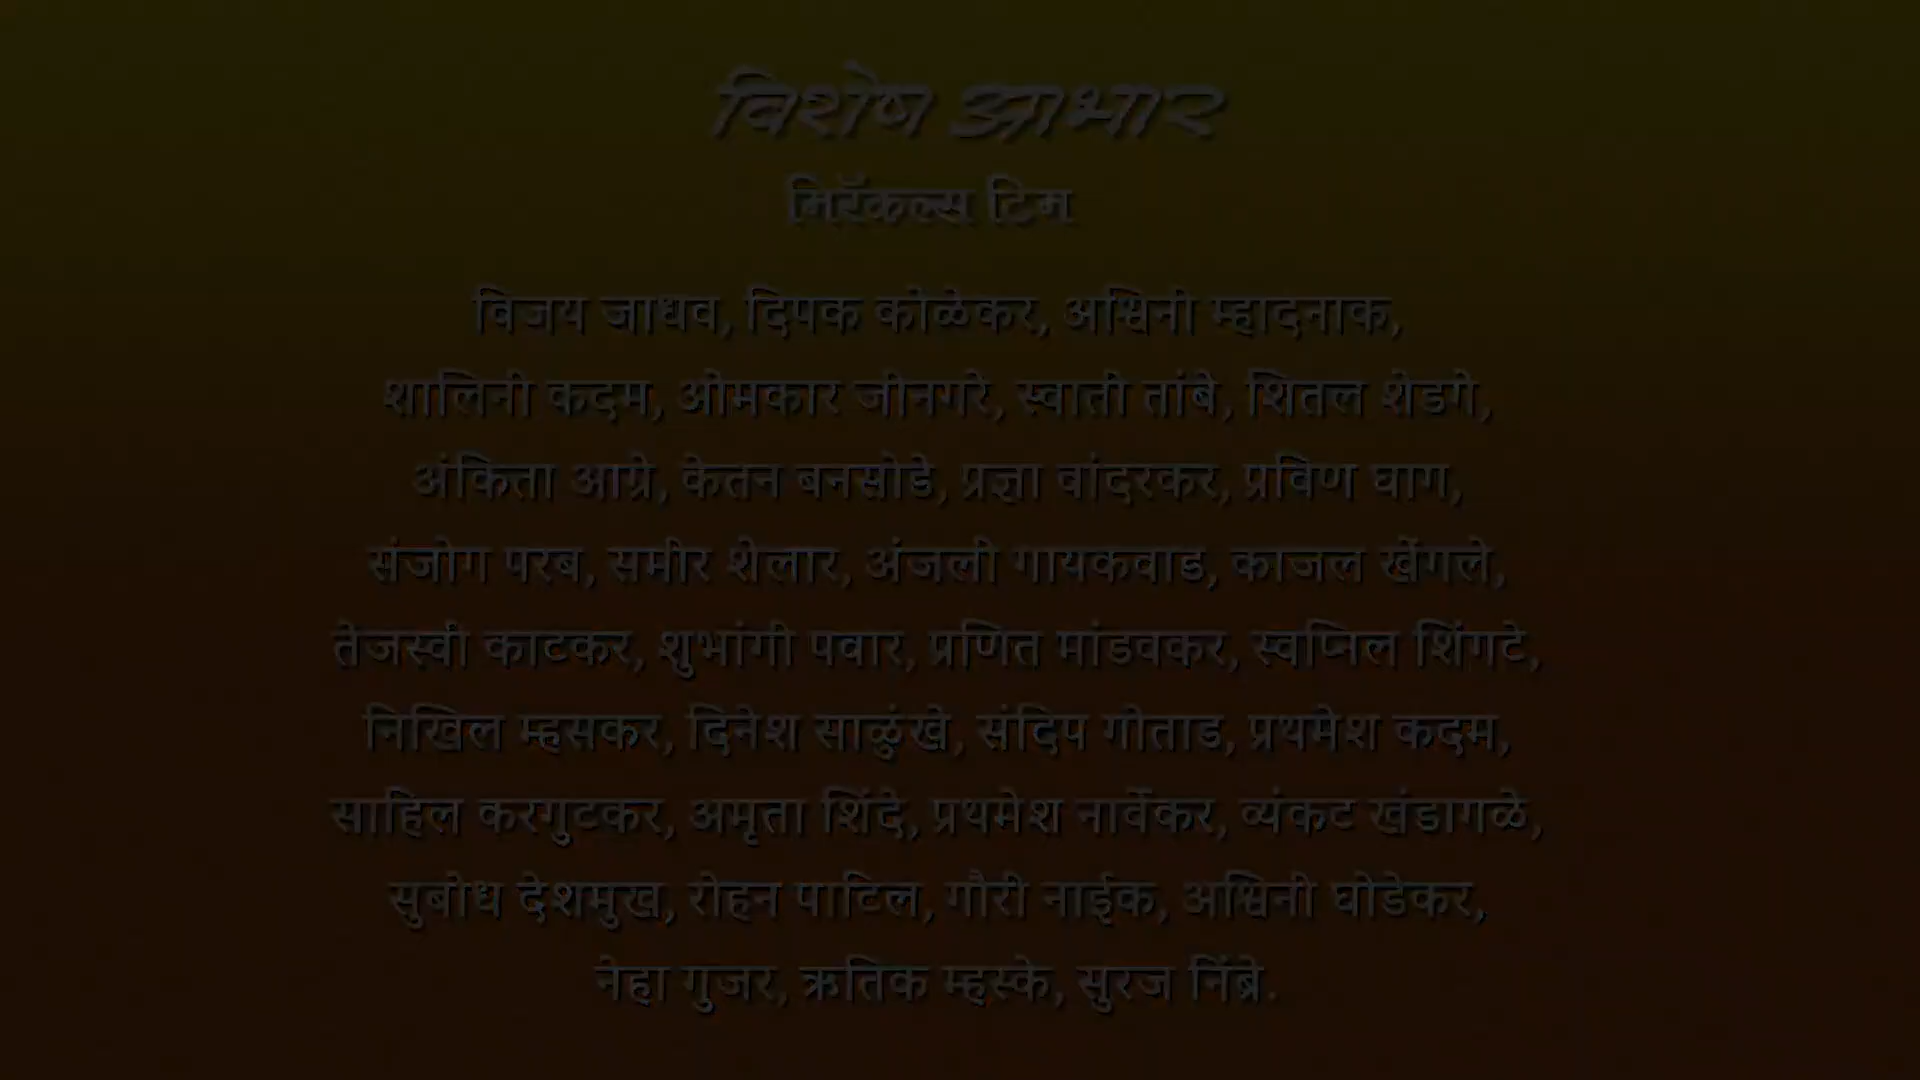 विशेष आभार
मिरॅकल्स टिम
विजय जाधव, दिपक कोळेकर, अश्विनी म्हादनाक,
शालिनी कदम, ओमकार जीनगरे, स्वाती तांबे, शितल शेडगे,
अंकिता आग्रे, केतन बनसोडे, प्रज्ञा वांदरकर, प्रविण घाग,
संजोग परब, समीर शेलार, अंजली गायकवाड, काजल खेंगले,
तेजस्वी काटकर, शुभांगी पवार, प्रणित मांडवकर, स्वप्निल शिंगटे,
निखिल म्हसकर, दिनेश साळुंखे, संदिप गोताड, प्रथमेश कदम,
साहिल करगुटकर, अमृता शिंदे, प्रथमेश नार्वेकर, व्यंकट खंडागळे,
सुबोध देशमुख, रोहन पाटिल, गौरी नाईक, अश्विनी घोडेकर,
नेहा गुजर, ऋतिक म्हस्के, सुरज निंब्रे.